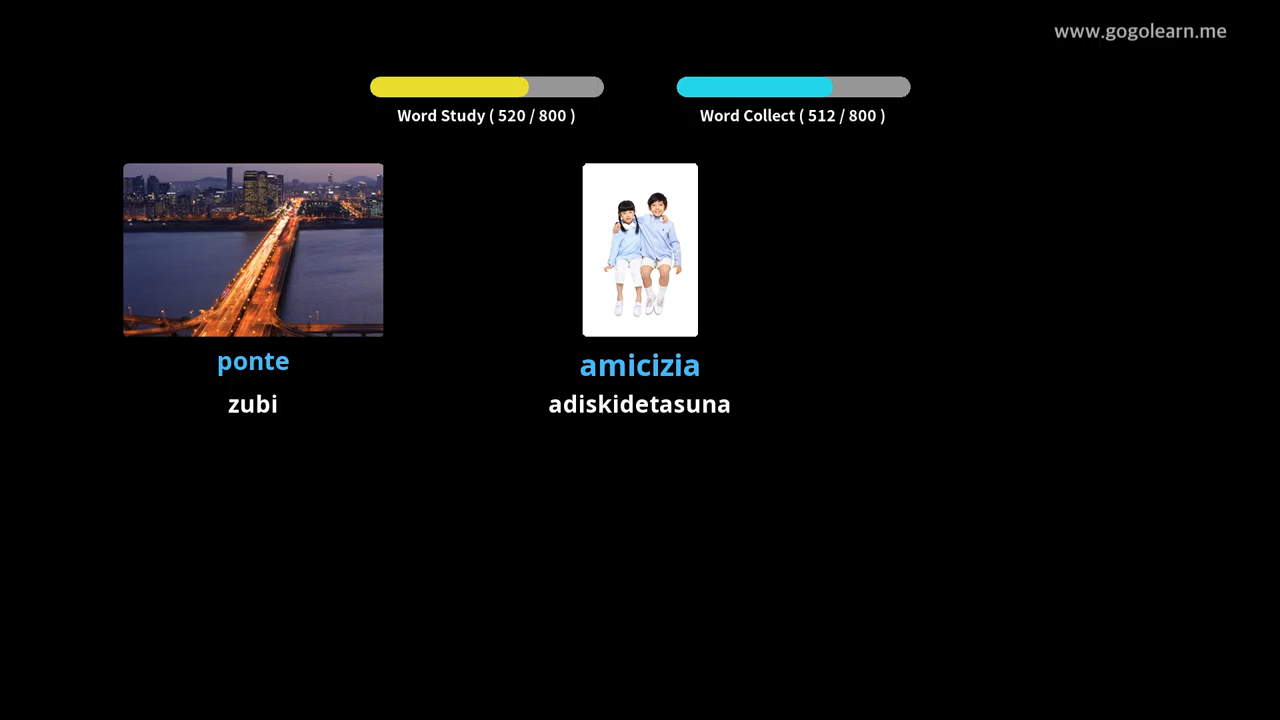 www.gogolearn.me
Word Study ( 520 / 800 )
Word Collect ( 512 / 800 )
ponte
zubi
amicizia
adiskidetasuna